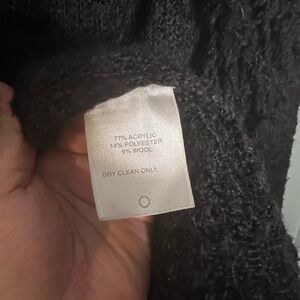 77% ACRYLIC
14% POLYESTER
9% WOOL
DRY CLEAN ONLY.